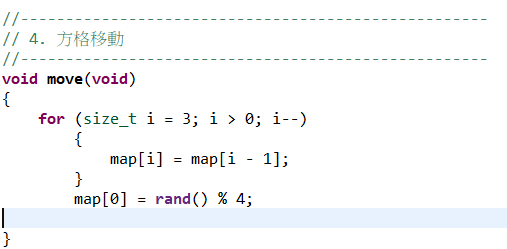 //----------------------------------------------------
// 4. 方格移動
//----------------------------------------------------
void move(void)
{
    for (size_t i = 3; i > 0; i--)
        {
            map[i] = map[i - 1];
        }
        map[0] = rand() % 4;

}